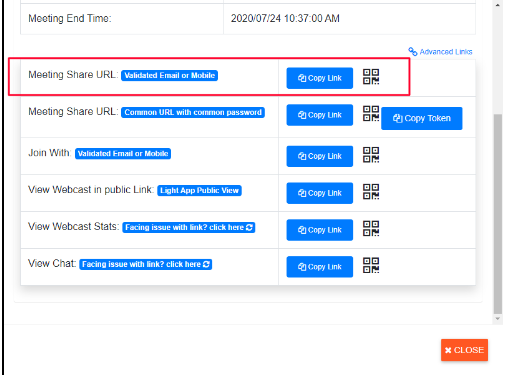 Meeting End Time: 2020/07/24 10:37:00 AM
Advanced Links
Meeting Share URL: Validated Email or Mobile Copy Link
Meeting Share URL: Common URL with common password Copy Link Copy Token
Join With: Validated Email or Mobile Copy Link
View Webcast in public Link: Light App Public View Copy Link
View Webcast Stats: Facing issue with link? click here Copy Link
View Chat: Facing issue with link? click here Copy Link
CLOSE